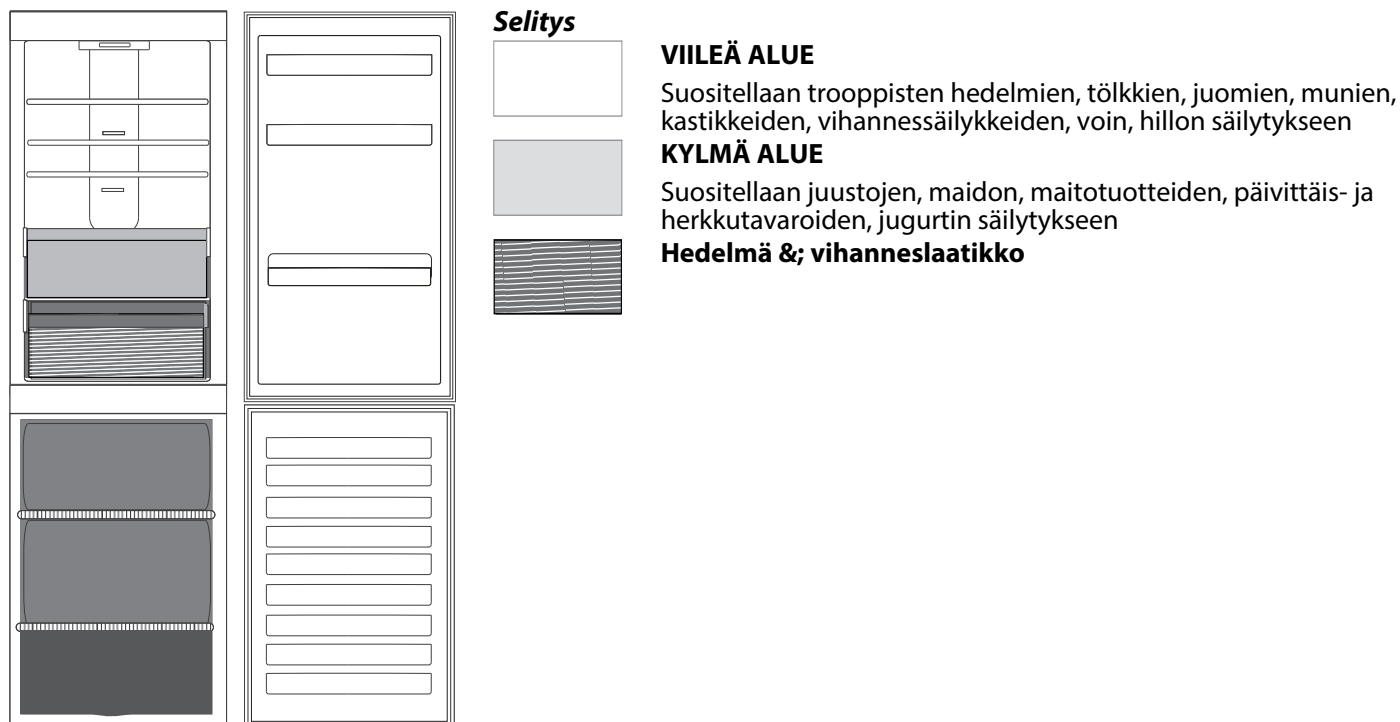 Selitys
VIILEÄ ALUE
Suositellaan trooppisten hedelmien, tölkkien, juomien, munien,
kastikkeiden, vihannessäilykkeiden, voin, hillon säilytykseen
KYLMÄ ALUE
Suositellaan juustojen, maidon, maitotuotteiden, päivittäis- ja
herkkutavaroiden, jugurtin säilytykseen
Hedelmä &; vihanneslaatikko